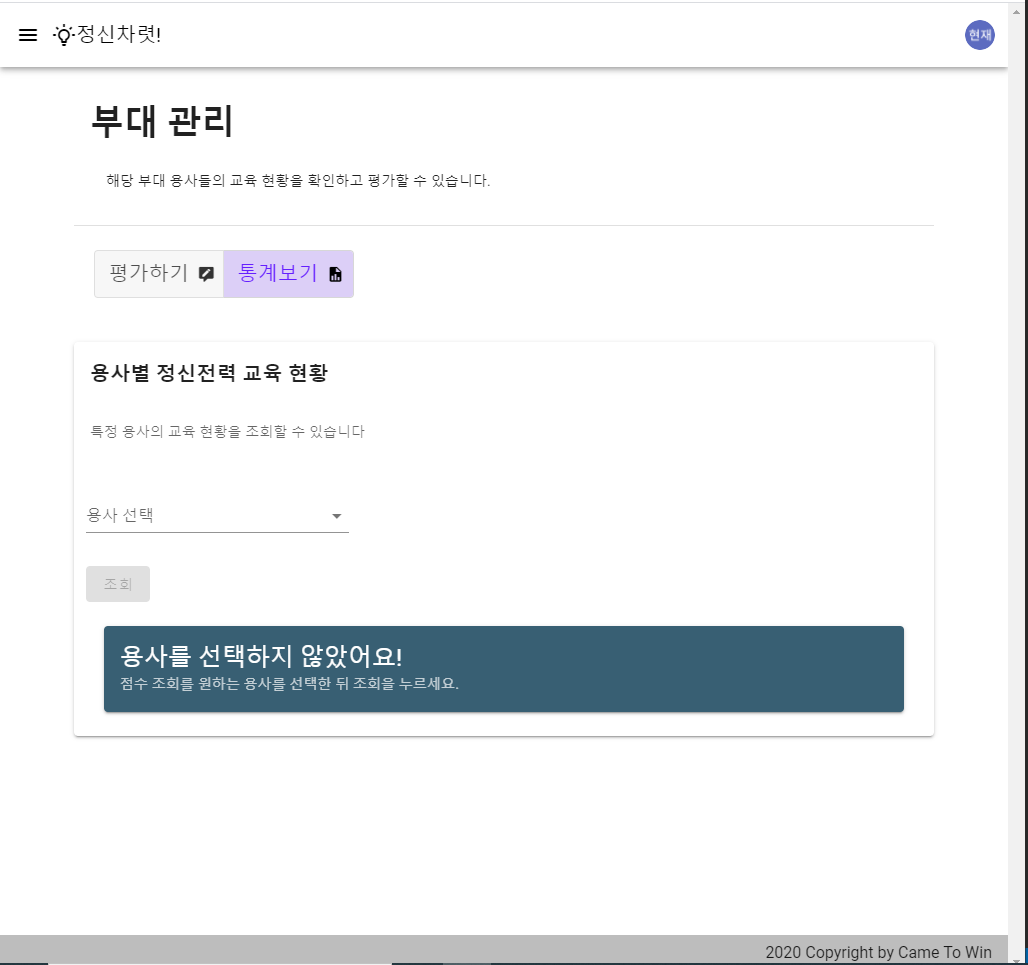 정신차렷!
현재
부대 관리
해당 부대 용사들의 교육 현황을 확인하고 평가할 수 있습니다.
평가하기 통계보기
용사별 정신전력 교육 현황
특정 용사의 교육 현황을 조회할 수 있습니다
용사 선택
조회
용사를 선택하지 않았어요!
점수 조회를 원하는 용사를 선택한 뒤 조회을 누르세요.
2020 Copyright by Came To Win